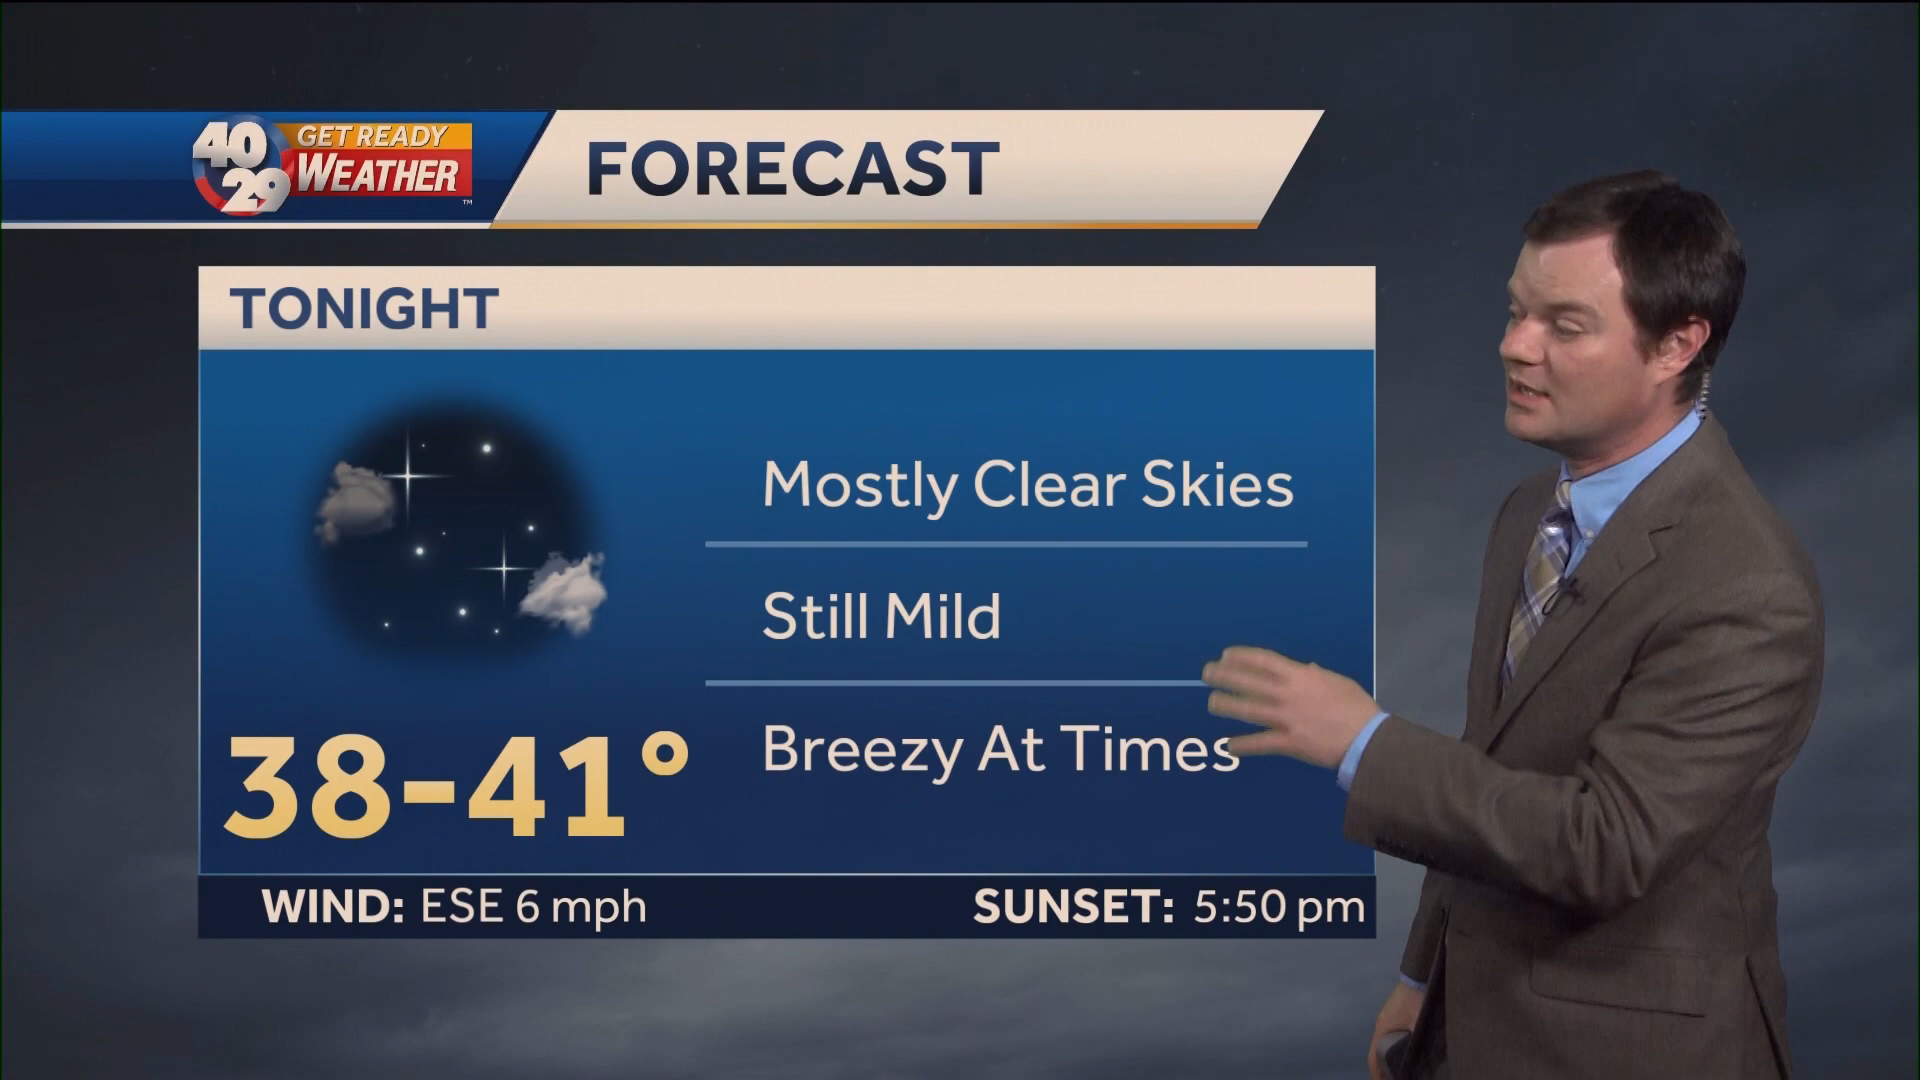 40
29
GET READY
WEATHER
™
FORECAST
TONIGHT
Mostly Clear Skies
Still Mild
Breezy At Times
38-41°
WIND: ESE 6 mph
SUNSET: 5:50 pm